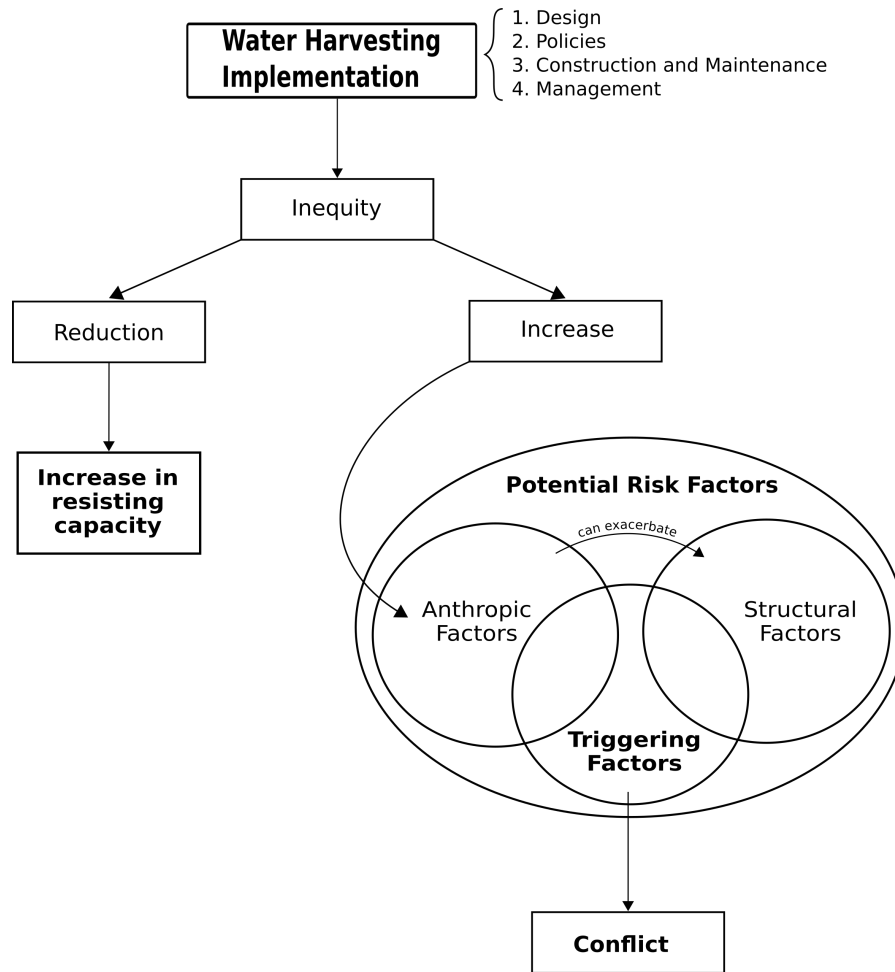 Water Harvesting
Implementation
1. Design
2. Policies
3. Construction and Maintenance
4. Management
Inequity
Reduction
Increase
Increase in
resisting
capacity
Potential Risk Factors
can exacerbate
Anthropic
Factors
Structural
Factors
Triggering
Factors
Conflict